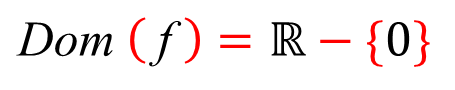 Dom (f) = ℝ − {0}